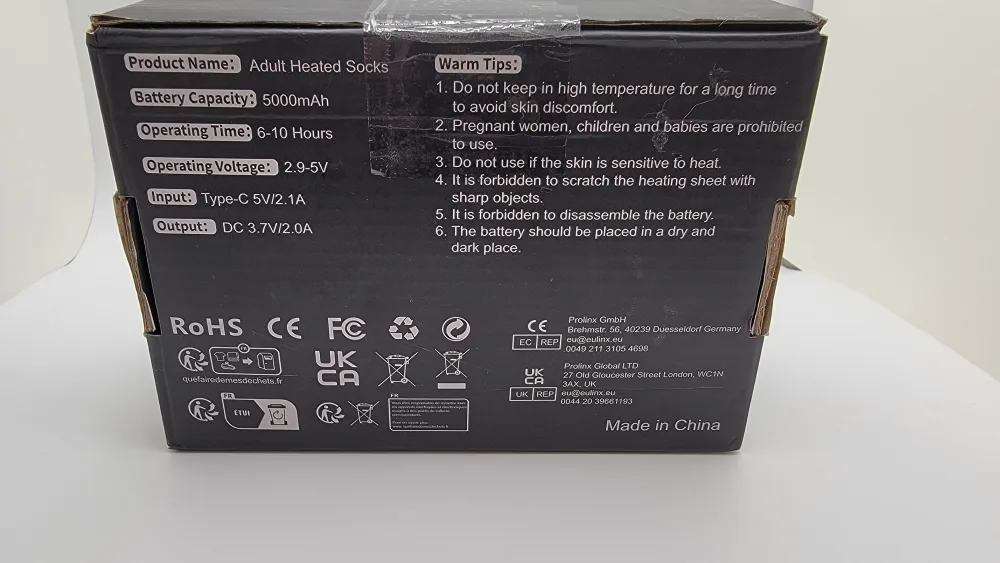 Product Name: Adult Heated Socks
Battery Capacity: 5000mAh
Operating Time: 6-10 Hours
Operating Voltage: 2.9-5V
Input: Type-C 5V/2.1A
Output: DC 3.7V/2.0A
Warm Tips:
1. Do not keep in high temperature for a long time
to avoid skin discomfort.
2. Pregnant women, children and babies are prohibited
to use.
3. Do not use if the skin is sensitive to heat.
4. It is forbidden to scratch the heating sheet with
sharp objects.
5. It is forbidden to disassemble the battery.
6. The battery should be placed in a dry and
dark place.
RoHS CE FC
FR
quefairedemesdechets.fr
UK
CA
FR
ETUI
FR
CE
EC REP
Prolinx GmbH
Brehmstr. 56, 40239 Duesseldorf Germany
eu@eulinx.eu
0049 211 3105 4698
UK
CA
UK REP
Prolinx Global LTD
27 Old Gloucester Street London, WC1N
3AX, UK
eu@eulinx.eu
0044 20 39661193
Made in China